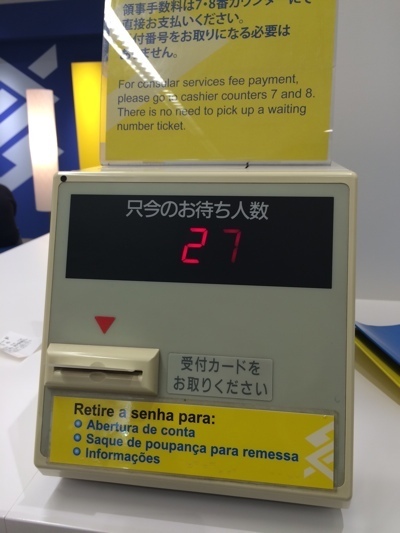 領事手数料は7・8番カウンターにて
直接お支払いください。
付番号をお取りになる必要は
ません。
For consular services fee payment,
please go to cashier counters 7 and 8.
There is no need to pick up a waiting
number ticket.
只今のお待ち人数
27
受付カードを
お取りください
Retire a senha para:
Abertura de conta
Saque de poupança para remessa
Informações